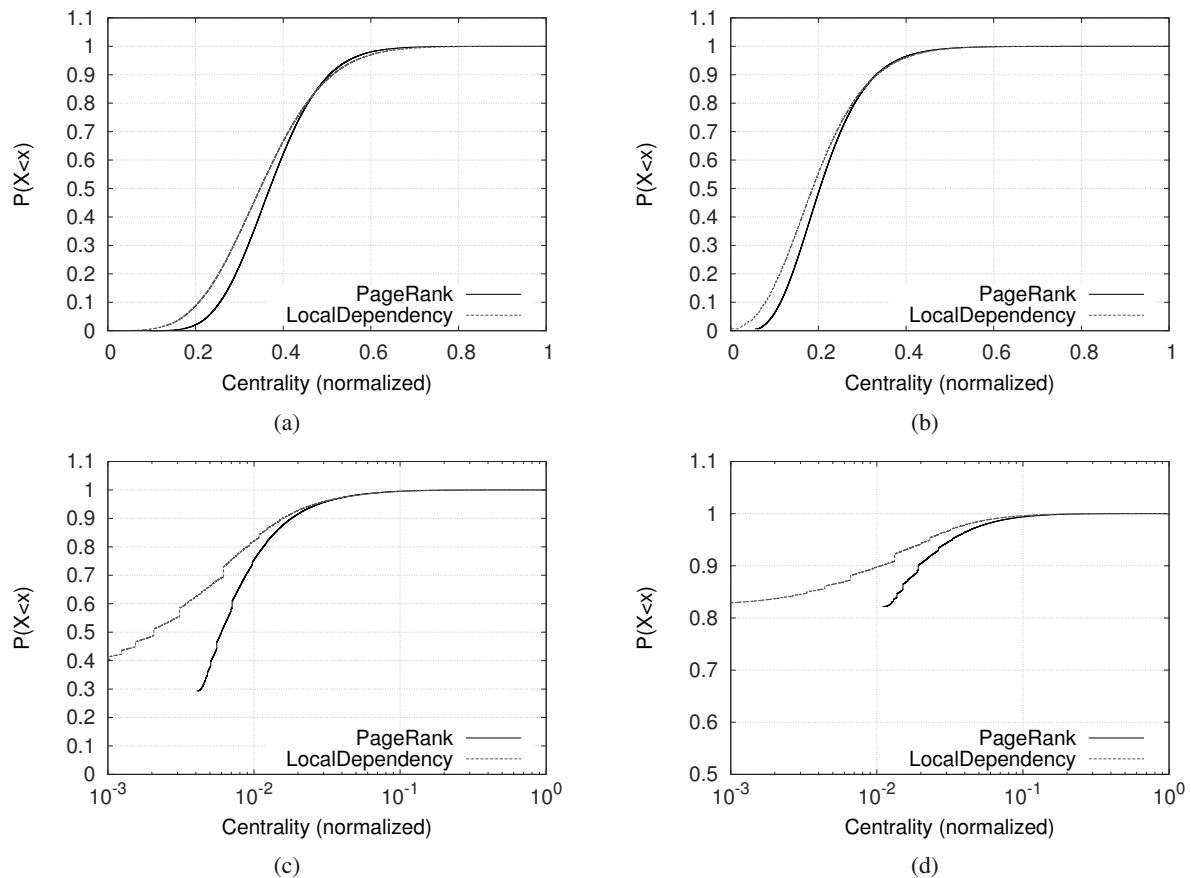 1.1
1
0.9
0.8
0.7
0.6
0.5
0.4
0.3
0.2
0.1
0
P(X<x)
PageRank
LocalDependency
0 0.2 0.4 0.6 0.8 1
Centrality (normalized)
(a)
1.1
1
0.9
0.8
0.7
0.6
0.5
0.4
0.3
0.2
0.1
0
P(X<x)
PageRank
LocalDependency
0 0.2 0.4 0.6 0.8 1
Centrality (normalized)
(b)
1.1
1
0.9
0.8
0.7
0.6
0.5
0.4
0.3
0.2
0.1
0
P(X<x)
PageRank
LocalDependency
10⁻³ 10⁻² 10⁻¹ 10⁰
Centrality (normalized)
(c)
1.1
1
0.9
0.8
0.7
0.6
0.5
P(X<x)
PageRank
LocalDependency
10⁻³ 10⁻² 10⁻¹ 10⁰
Centrality (normalized)
(d)